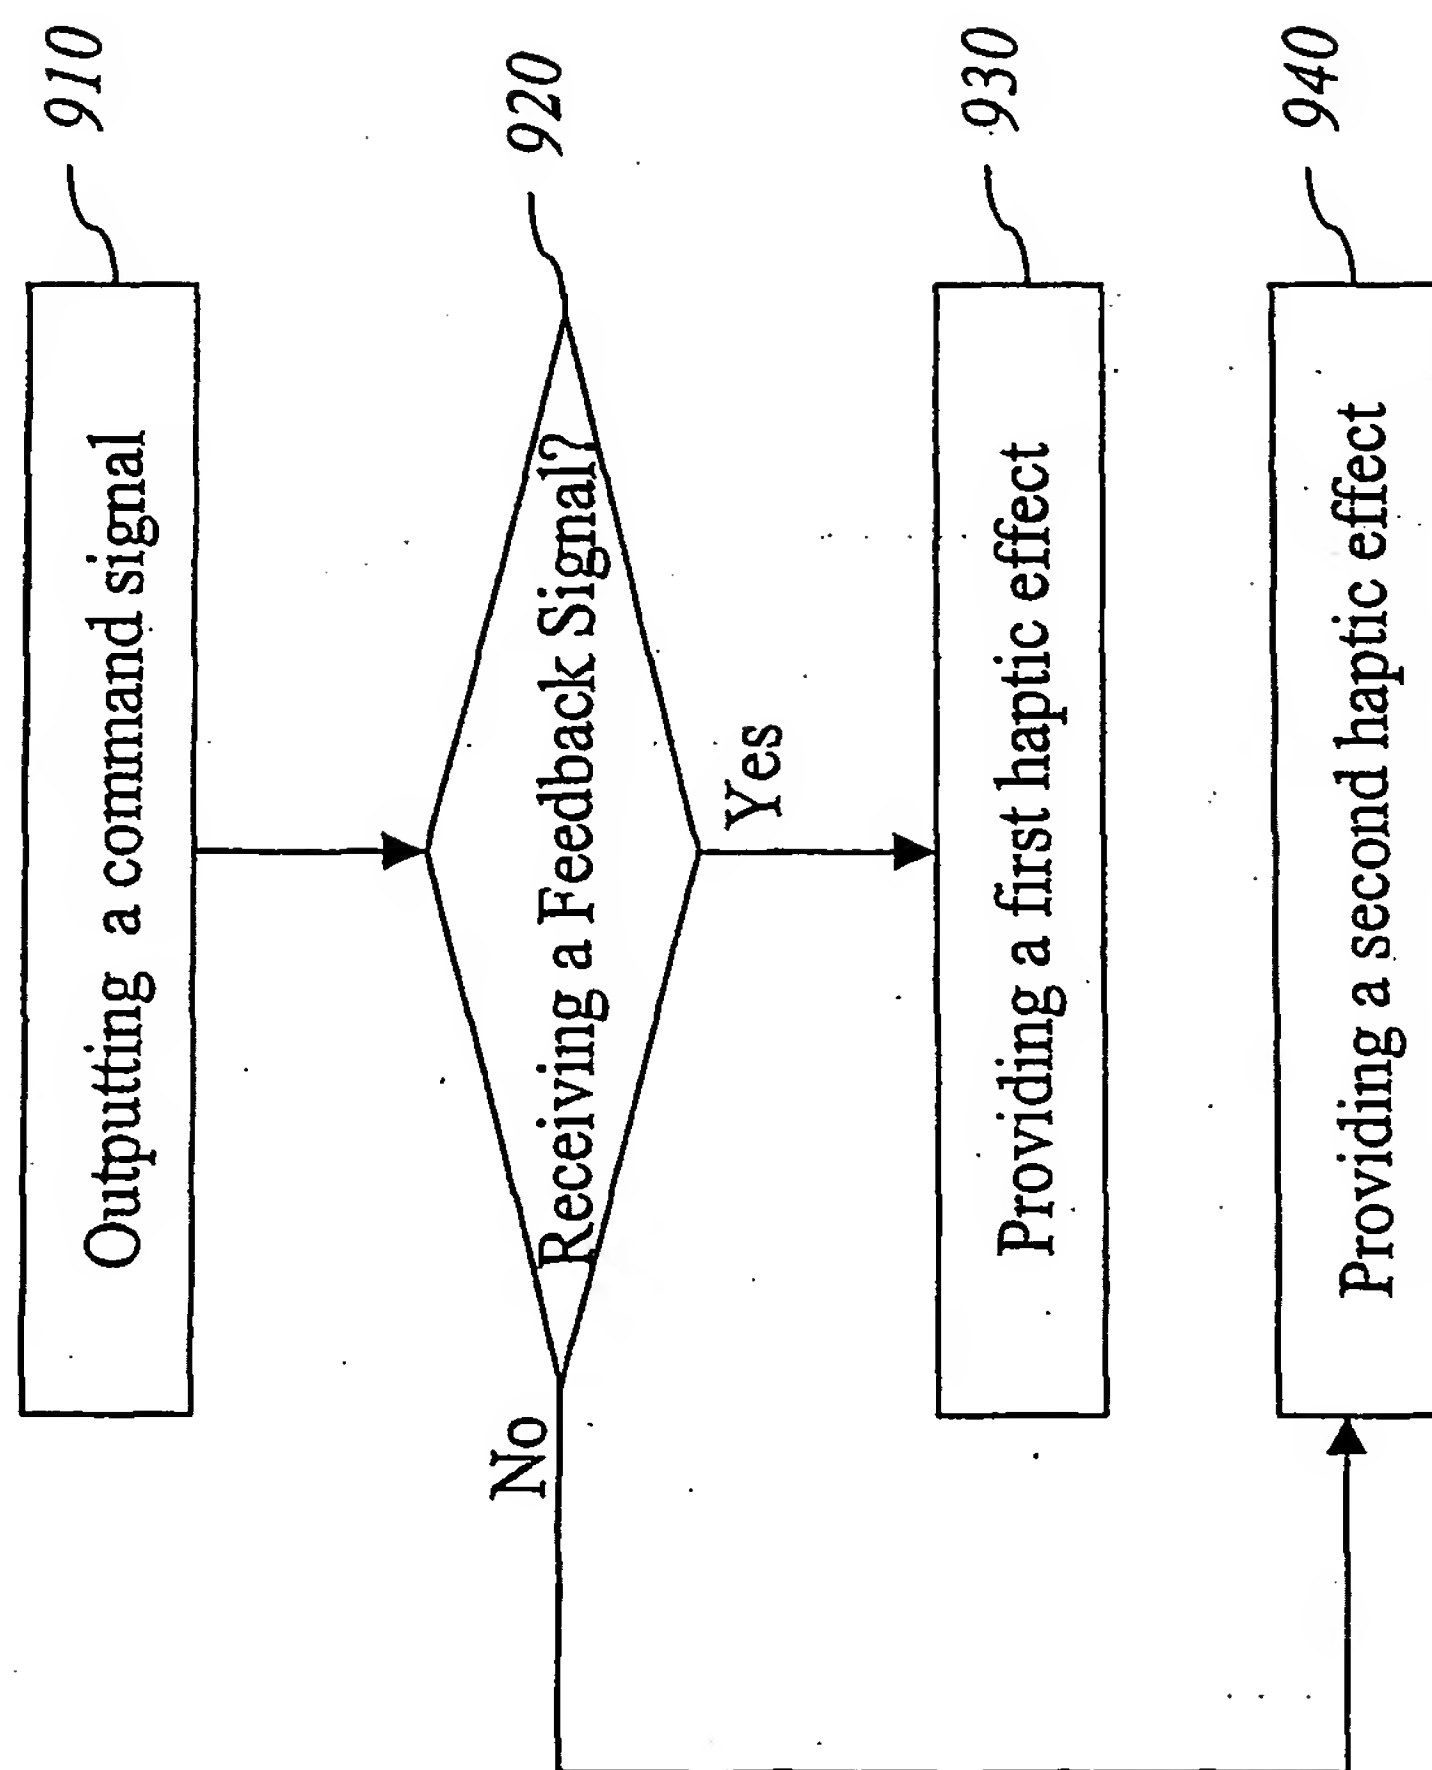 910
Outputting a command signal
920
Receiving a Feedback Signal?
Yes
No
930
Providing a first haptic effect
940
Providing a second haptic effect